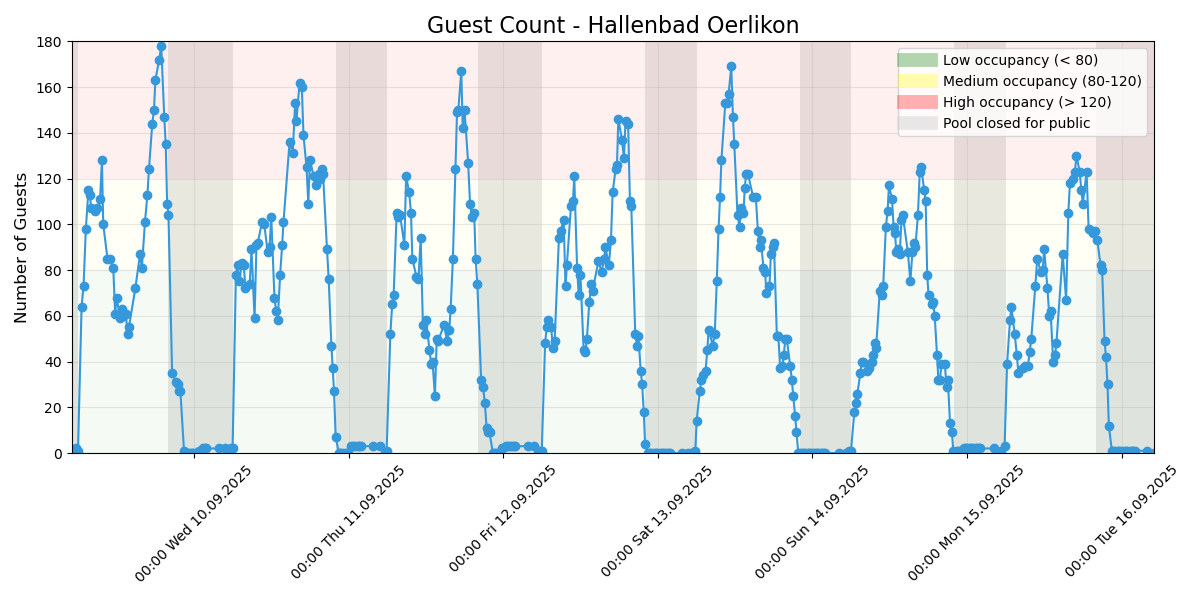 Guest Count - Hallenbad Oerlikon
Number of Guests
180
160
140
120
100
80
60
40
20
0
Low occupancy (< 80)
Medium occupancy (80-120)
High occupancy (> 120)
Pool closed for public
00:00 Wed 10.09.2025
00:00 Thu 11.09.2025
00:00 Fri 12.09.2025
00:00 Sat 13.09.2025
00:00 Sun 14.09.2025
00:00 Mon 15.09.2025
00:00 Tue 16.09.2025